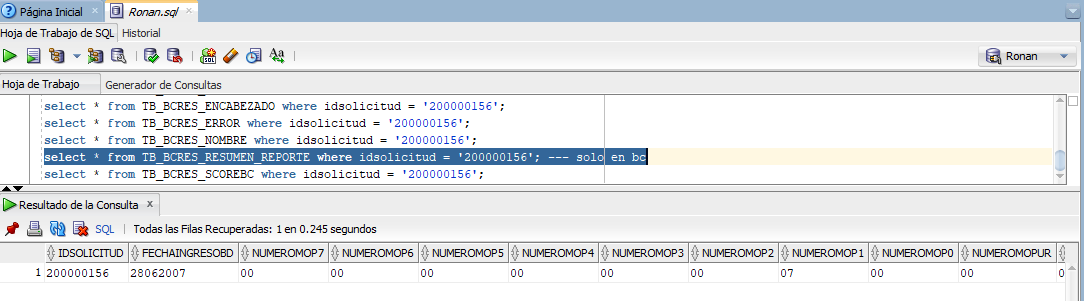 Página Inicial × Ronan.sql ×
Hoja de Trabajo de SQL Historial
SQL Aa Ronan
Hoja de Trabajo Generador de Consultas
select * from TB_BCRES_ENCABEZADO where idsolicitud = '200000156';
select * from TB_BCRES_ERROR where idsolicitud = '200000156';
select * from TB_BCRES_NOMBRE where idsolicitud = '200000156';
select * from TB_BCRES_RESUMEN_REPORTE where idsolicitud = '200000156'; --- solo en bc
select * from TB_BCRES_SCOREBC where idsolicitud = '200000156';
Resultado de la Consulta x
SQL | Todas las Filas Recuperadas: 1 en 0.245 segundos
IDSOLICITUD FECHAINGRESOBD NUMEROMOP7 NUMEROMOP6 NUMEROMOP5 NUMEROMOP4 NUMEROMOP3 NUMEROMOP2 NUMEROMOP1 NUMEROMOP0 NUMEROMOPUR
1 200000156 28062007 00 00 00 00 00 00 07 00 00